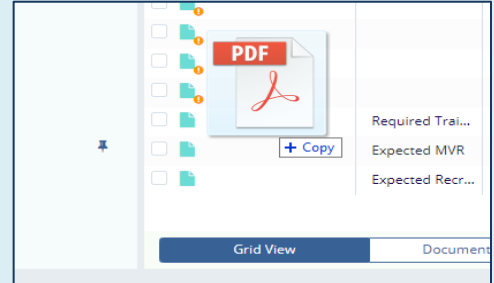 PDF
Required Trai...
+ Copy
Expected MVR
Expected Recr...
Grid View
Document